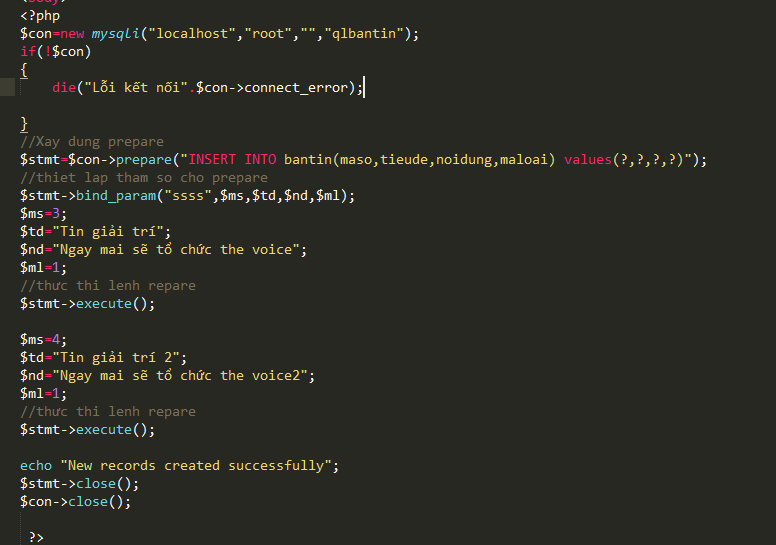 <body>
<?php
$con=new mysqli("localhost","root","","qlbantin");
if(!$con)
{
die("Lỗi kết nối".$con->connect_error);
}
//Xay dung prepare
$stmt=$con->prepare("INSERT INTO bantin(maso,tieude,noidung,maloai) values(?,?,?,?)");
//thiet lap tham so cho prepare
$stmt->bind_param("ssss",$ms,$td,$nd,$ml);
$ms=3;
$td="Tin giải trí";
$nd="Ngay mai sẽ tổ chức the voice";
$ml=1;
//thưc thi lenh repare
$stmt->execute();
$ms=4;
$td="Tin giải trí 2";
$nd="Ngay mai sẽ tổ chức the voice2";
$ml=1;
//thưc thi lenh repare
$stmt->execute();
echo "New records created successfully";
$stmt->close();
$con->close();
?>